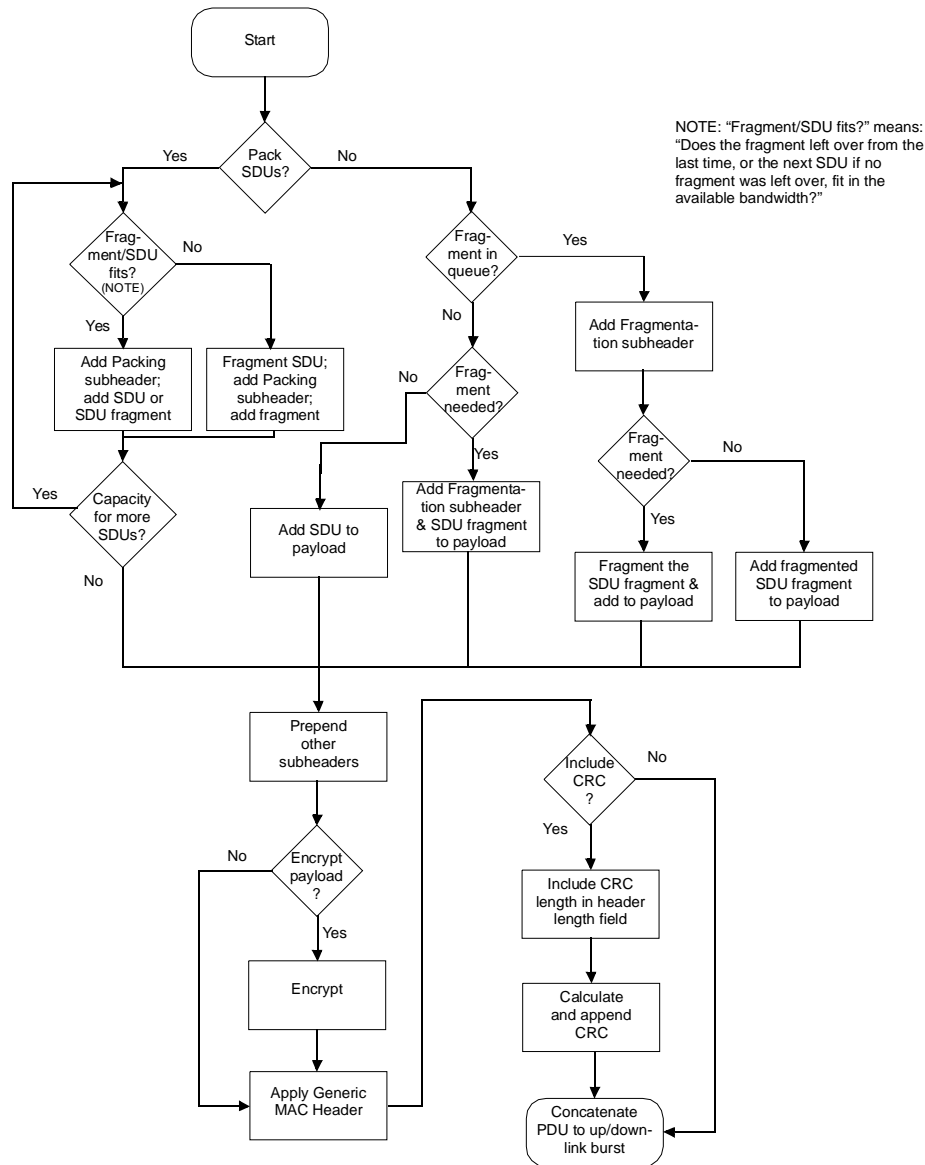 Start
NOTE: “Fragment/SDU fits?” means:
“Does the fragment left over from the
last time, or the next SDU if no
fragment was left over, fit in the
available bandwidth?”
Yes
Pack
SDUs?
No
Frag-
ment/SDU
fits?
(NOTE)
No
Yes
Frag-
ment in
queue?
Yes
No
Add Fragmenta-
tion subheader
Add Packing
subheader;
add SDU or
SDU fragment
Fragment SDU;
add Packing
subheader;
add fragment
No
Frag-
ment
needed?
Yes
Frag-
ment
needed?
No
Yes
Yes
Capacity
for more
SDUs?
No
Add SDU to
payload
Add Fragmenta-
tion subheader
& SDU fragment
to payload
Fragment the
SDU fragment &
add to payload
Add fragmented
SDU fragment
to payload
Prepend
other
subheaders
No
Encrypt
payload
?
Yes
Encrypt
Apply Generic
MAC Header
Include
CRC
?
No
Yes
Include CRC
length in header
length field
Calculate
and append
CRC
Concatenate
PDU to up/down-
link burst